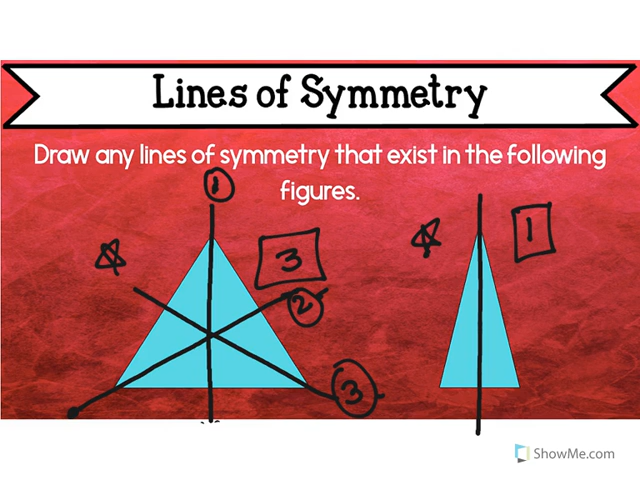 Lines of Symmetry
Draw any lines of symmetry that exist in the following
figures.
1
3
2
3
1
ShowMe.com